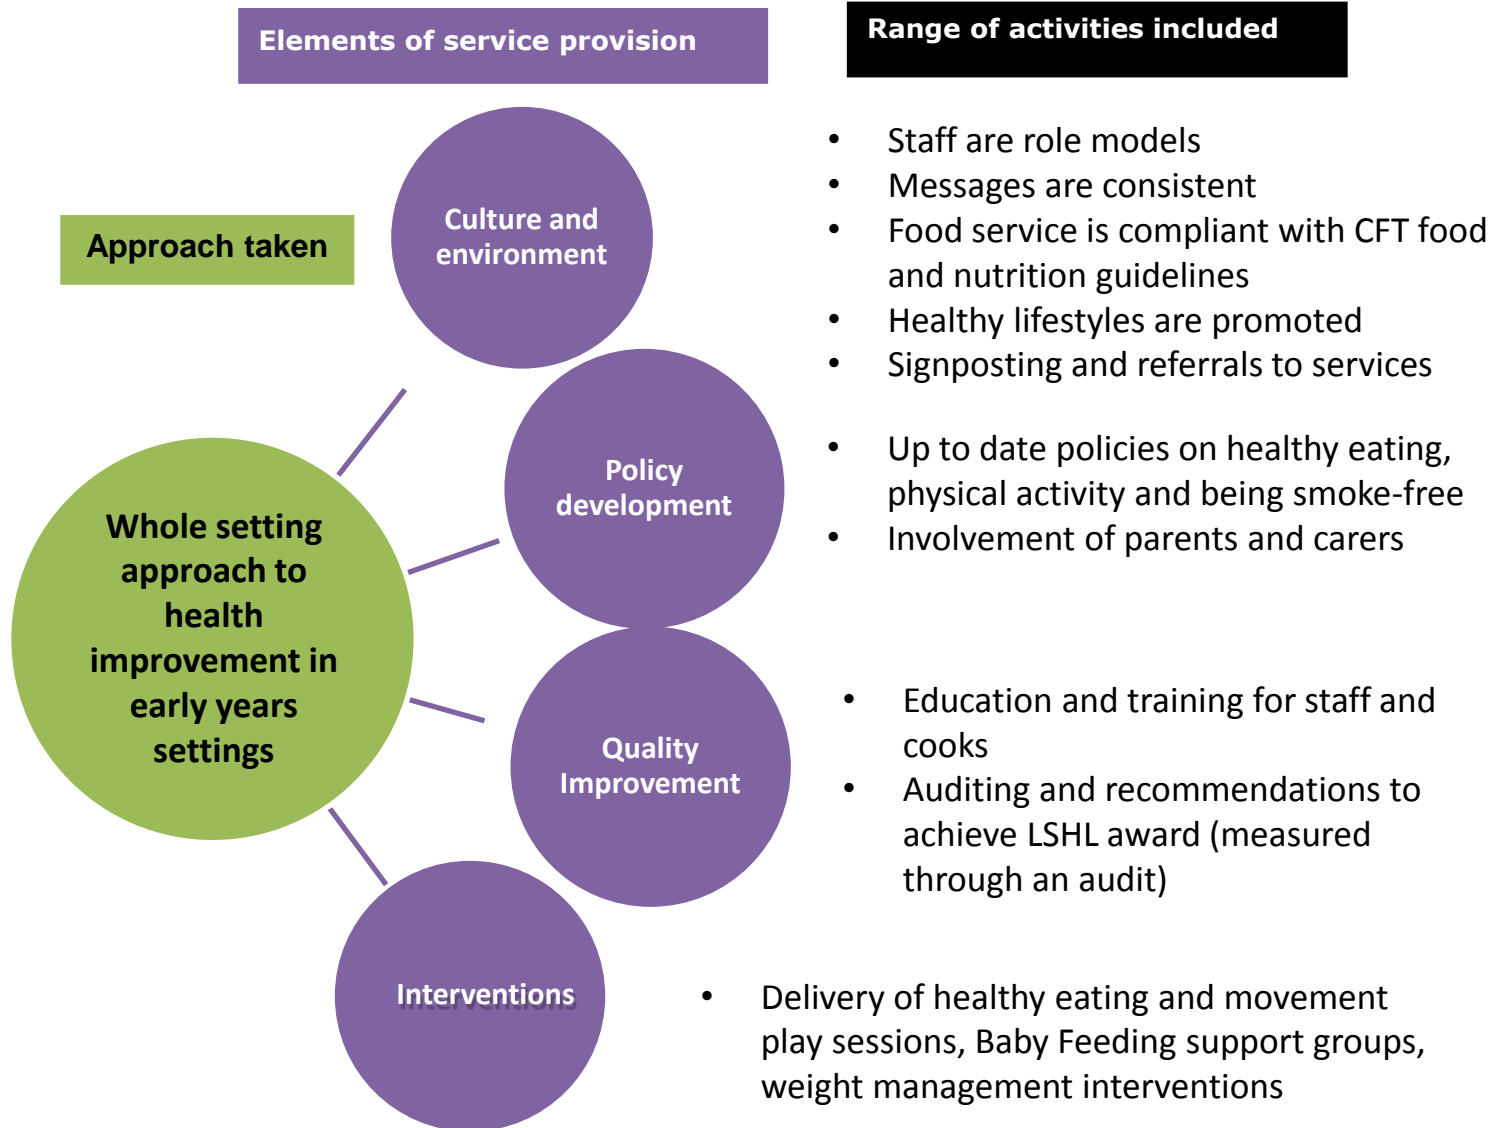 Elements of service provision
Range of activities included
Approach taken
Whole setting
approach to
health
improvement in
early years
settings
Culture and
environment
• Staff are role models
• Messages are consistent
• Food service is compliant with CFT food
and nutrition guidelines
• Healthy lifestyles are promoted
• Signposting and referrals to services
Policy
development
• Up to date policies on healthy eating,
physical activity and being smoke-free
• Involvement of parents and carers
Quality
Improvement
• Education and training for staff and
cooks
• Auditing and recommendations to
achieve LSHL award (measured
through an audit)
Interventions
• Delivery of healthy eating and movement
play sessions, Baby Feeding support groups,
weight management interventions